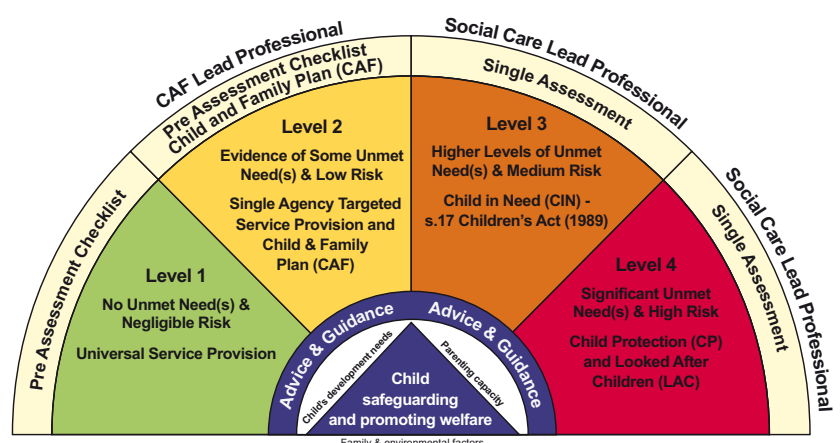 CAF Lead Professional
Social Care Lead Professional
Pre Assessment Checklist
Child and Family Plan (CAF)
Single Assessment
Level 2
Evidence of Some Unmet
Need(s) & Low Risk
Single Agency Targeted
Service Provision and
Child & Family
Plan (CAF)
Level 3
Higher Levels of Unmet
Need(s) & Medium Risk
Child in Need (CIN) -
s.17 Children's Act (1989)
Pre Assessment Checklist
Level 1
No Unmet Need(s) &
Negligible Risk
Universal Service Provision
Social Care Lead Professional
Single Assessment
Level 4
Significant Unmet
Need(s) & High Risk
Child Protection (CP)
and Looked After
Children (LAC)
Advice & Guidance
Advice & Guidance
Advice & Guidance
Child's development needs
Parenting capacity
Child
safeguarding
and promoting welfare
Family & environmental factors